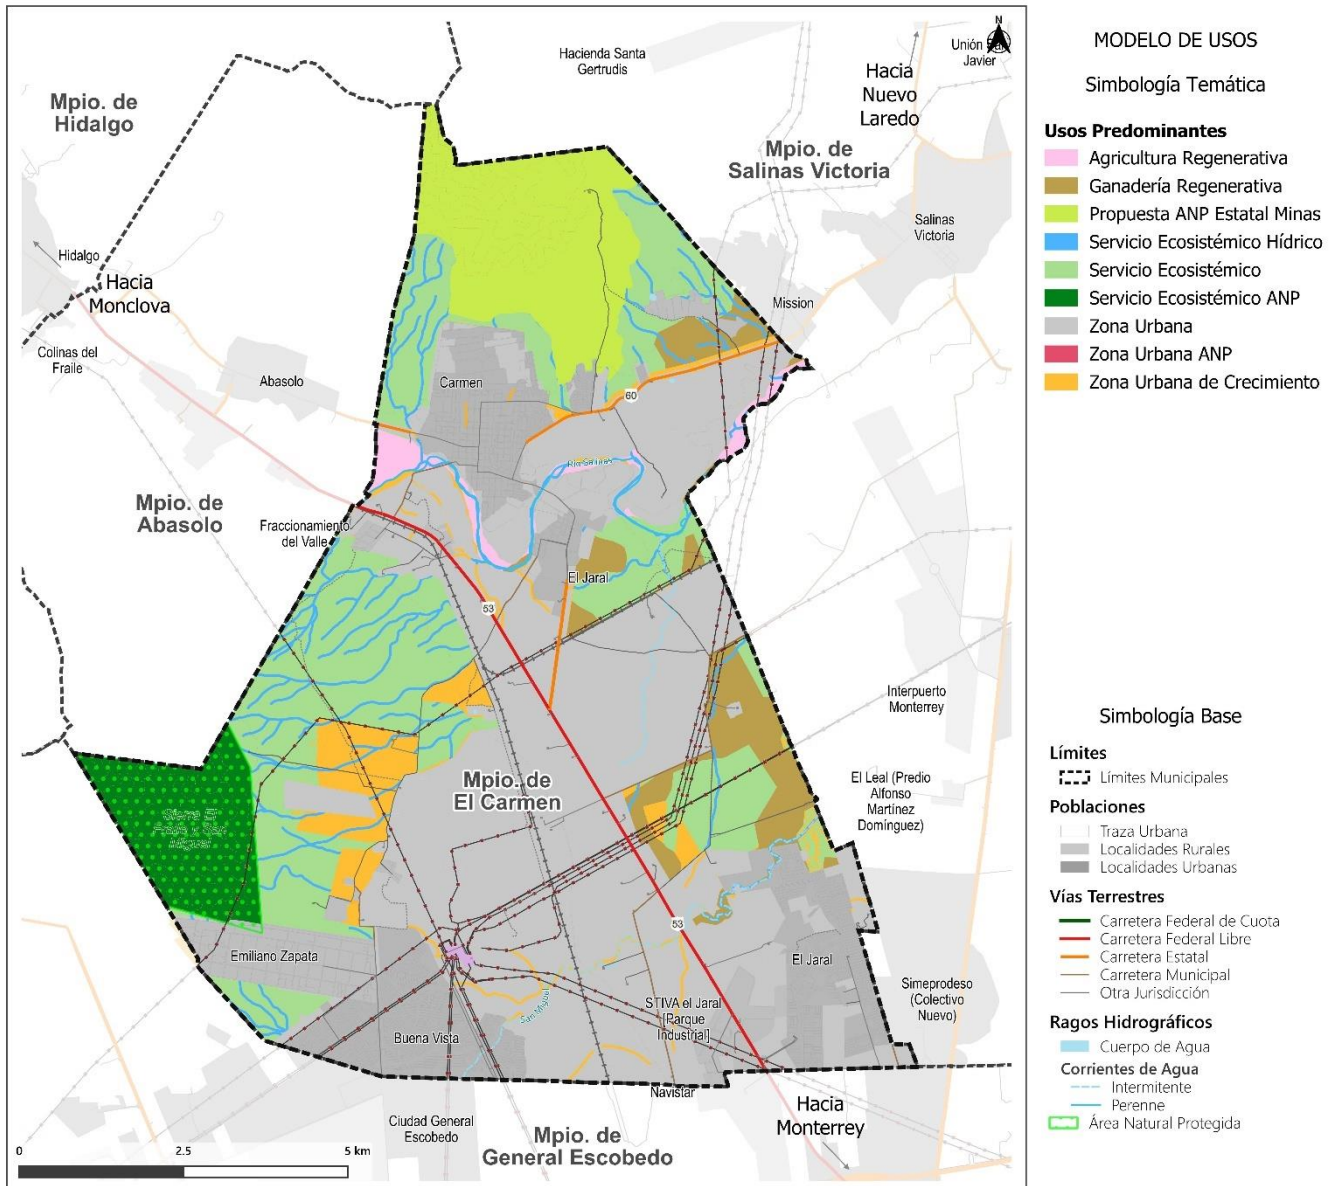 N
Hacienda Santa
Gertrudis
Unión San
Javier
Hacia
Nuevo
Laredo
Mpio. de
Hidalgo
Mpio. de
Salinas Victoria
Salinas
Victoria
Hidalgo
Hacia
Monclova
Mission
Colinas del
Fraile
Abasolo
Carmen
60
Mpio. de
Abasolo
Fraccionamiento
del Valle
El Jaral
53
Interpuerto
Monterrey
Mpio. de
El Carmen
El Leal (Predio
Alfonso
Martínez
Domínguez)
53
Emiliano Zapata
El Jaral
Simeprodeso
(Colectivo
Nuevo)
STIVA el Jaral
[Parque
Industrial]
San Miguel
Buena Vista
Navistar
Ciudad General
Escobedo
Mpio. de
General Escobedo
Hacia
Monterrey
0 2.5 5 km
MODELO DE USOS
Simbología Temática
Usos Predominantes
Agricultura Regenerativa
Ganadería Regenerativa
Propuesta ANP Estatal Minas
Servicio Ecosistémico Hídrico
Servicio Ecosistémico
Servicio Ecosistémico ANP
Zona Urbana
Zona Urbana ANP
Zona Urbana de Crecimiento
Simbología Base
Límites
Límites Municipales
Poblaciones
Traza Urbana
Localidades Rurales
Localidades Urbanas
Vías Terrestres
Carretera Federal de Cuota
Carretera Federal Libre
Carretera Estatal
Carretera Municipal
Otra Jurisdicción
Ragos Hidrográficos
Cuerpo de Agua
Corrientes de Agua
Intermitente
Perenne
Área Natural Protegida